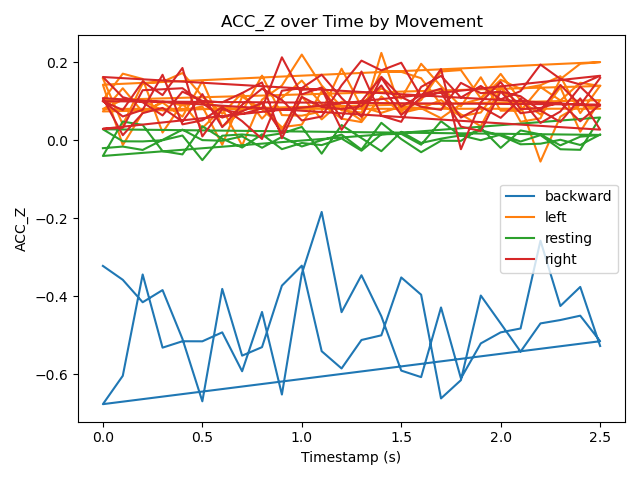 ACC_Z over Time by Movement
0.2
0.0
−0.2
−0.4
−0.6
ACC_Z
backward
left
resting
right
0.0 0.5 1.0 1.5 2.0 2.5
Timestamp (s)